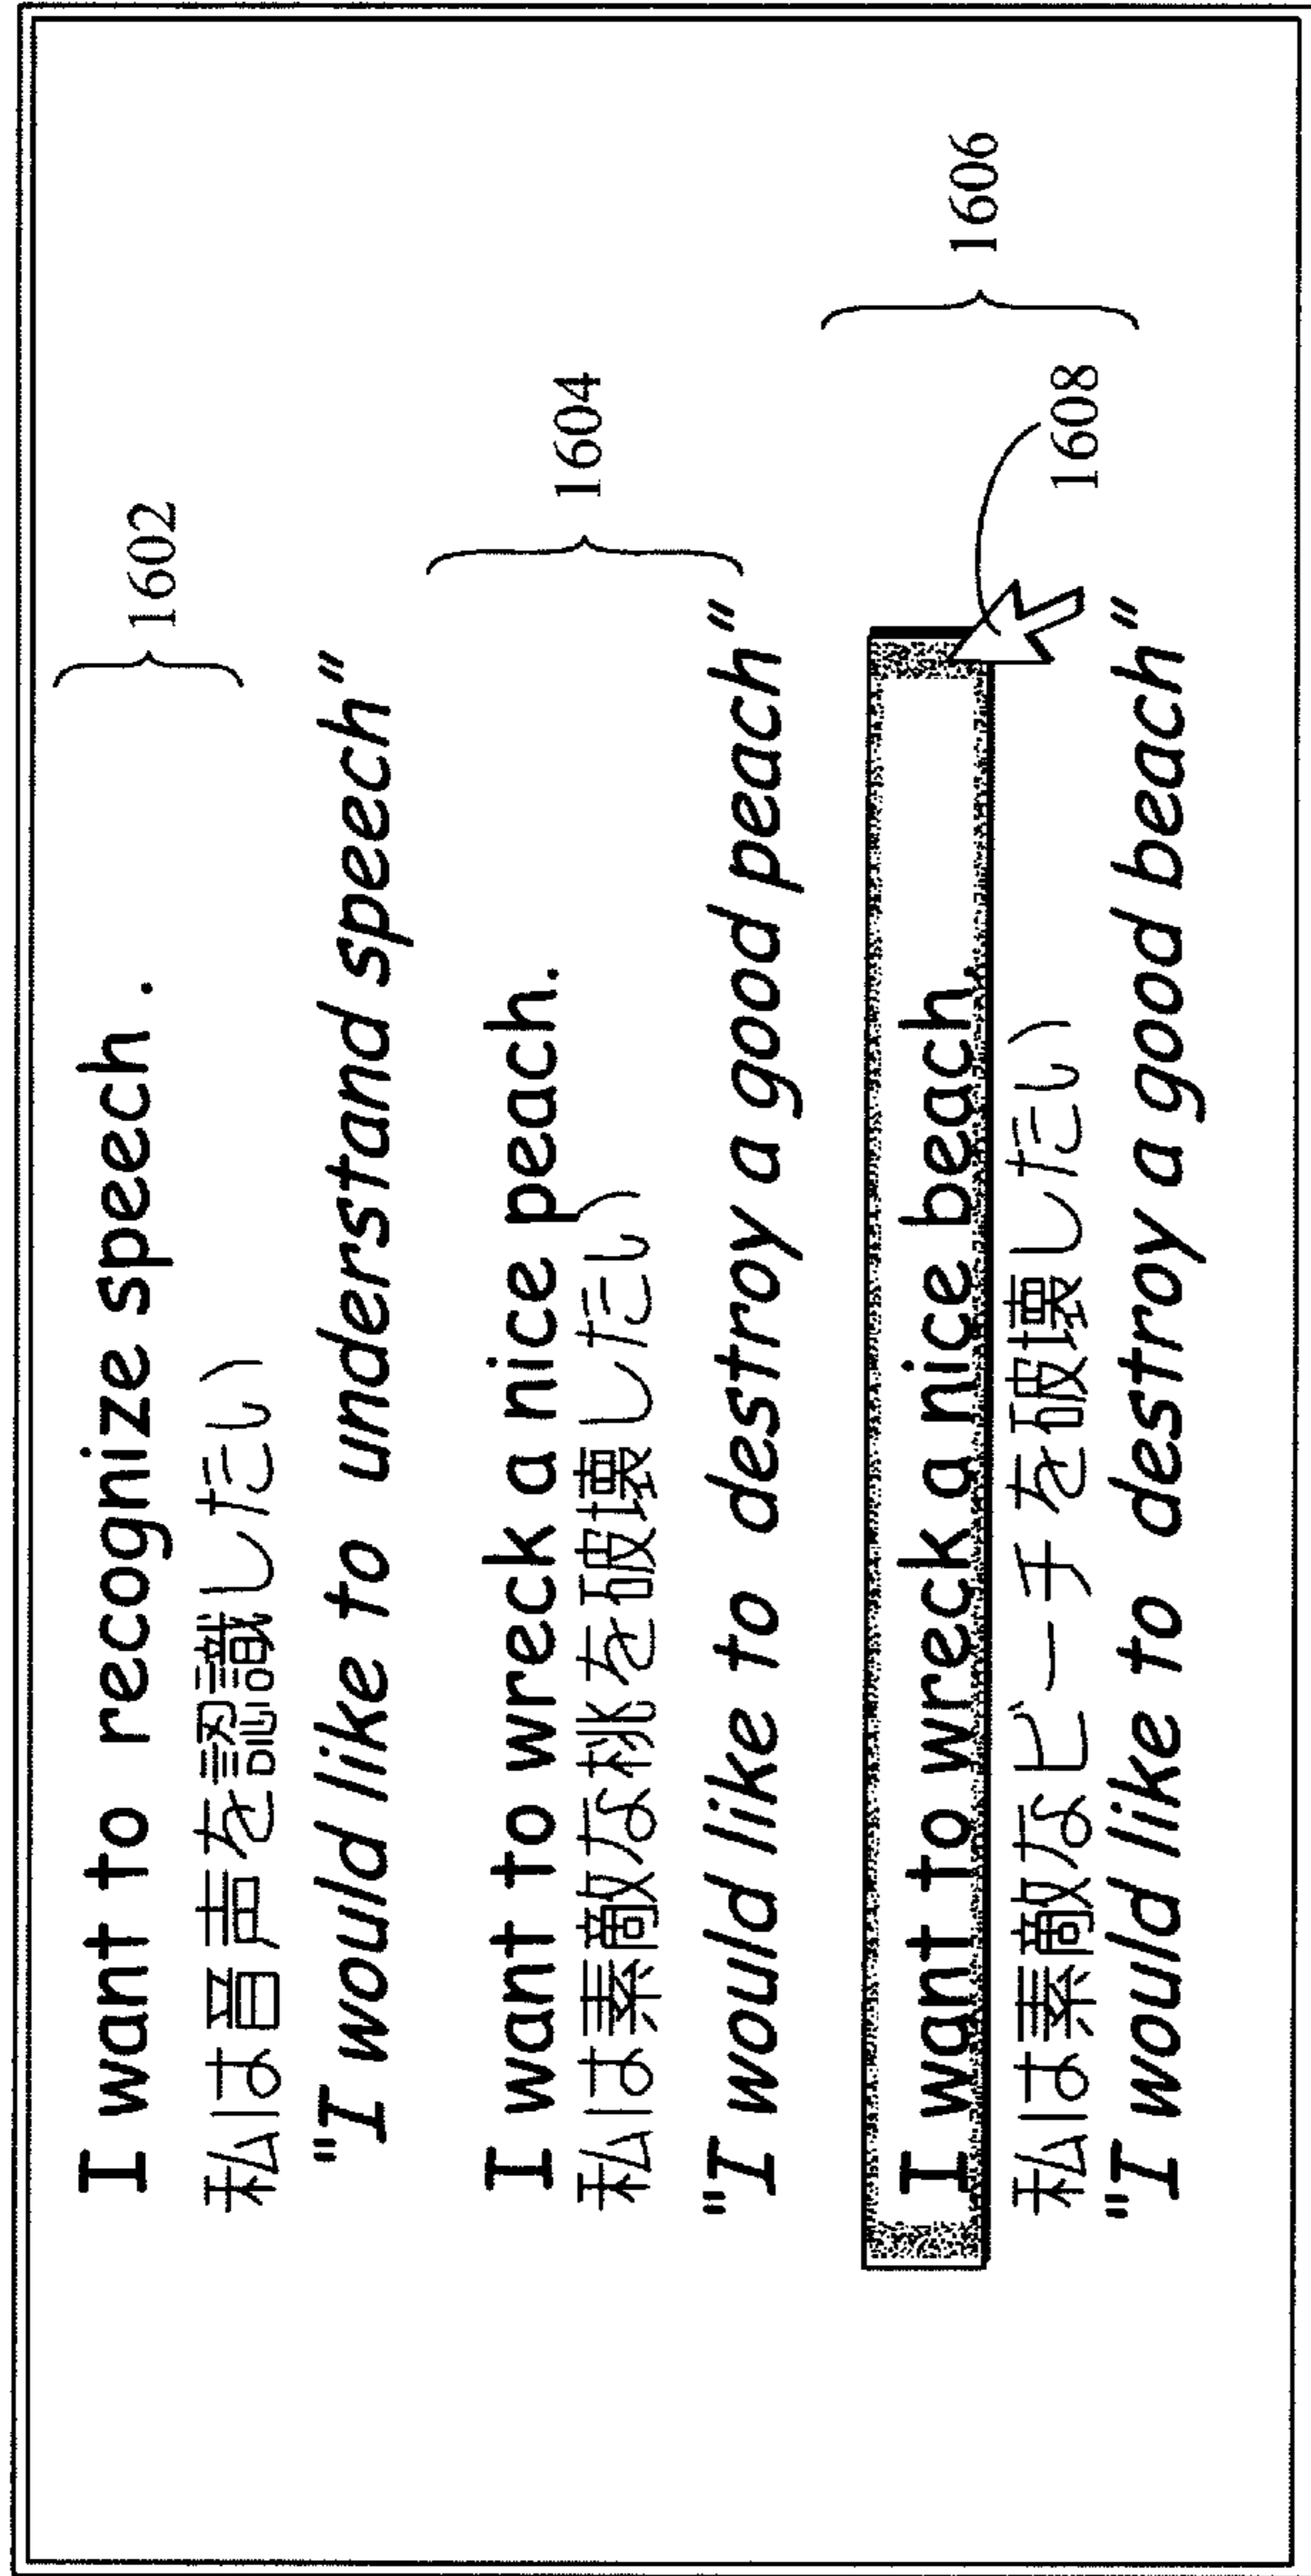 I want to recognize speech.
私は音声を認識したい
"I would like to understand speech"
1602
I want to wreck a nice peach.
私は素敵な桃を破壊したい
"I would like to destroy a good peach"
1604
I want to wreck a nice beach.
私は素敵なビーチを破壊したい
"I would like to destroy a good beach"
1606
1608